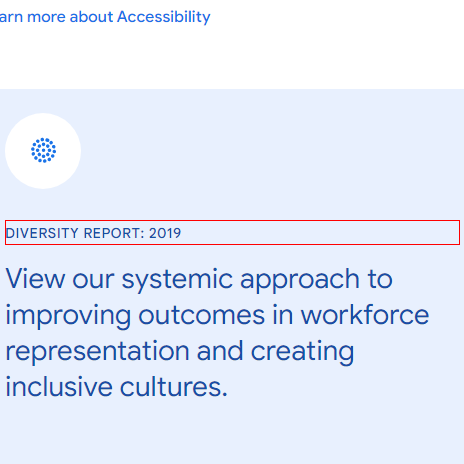 arn more about Accessibility
DIVERSITY REPORT: 2019
View our systemic approach to
improving outcomes in workforce
representation and creating
inclusive cultures.